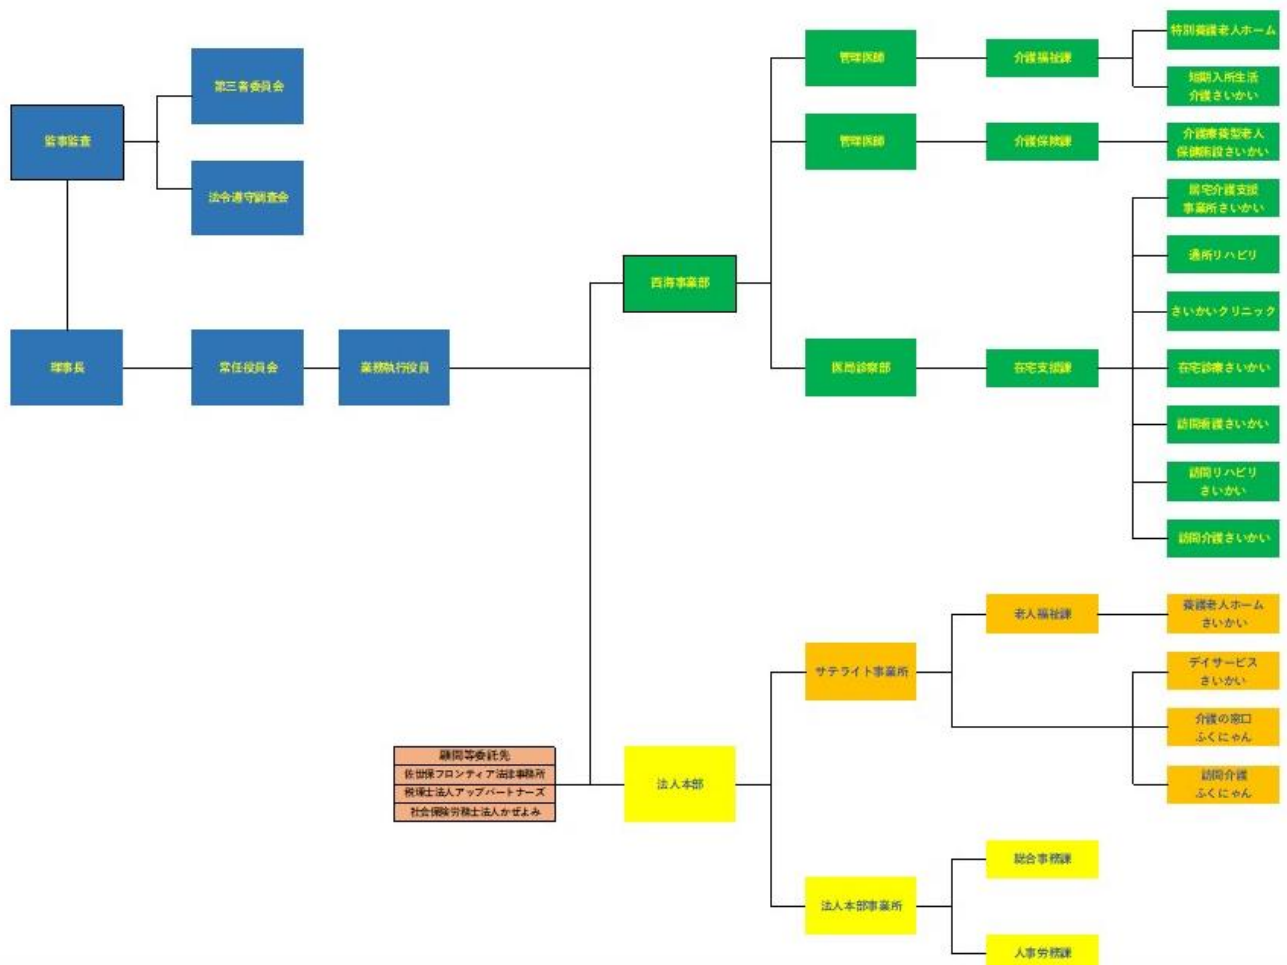 監事監査
第三者委員会
法令遵守調査会
理事長
常任役員会
業務執行役員
西海事業部
管理医師
介護福祉課
特別養護老人ホーム
短期入所生活
介護さいかい
管理医師
介護保険課
介護療養型老人
保健施設さいかい
医局診察部
在宅支援課
居宅介護支援
事業所さいかい
通所リハビリ
さいかいクリニック
在宅診療さいかい
訪問看護さいかい
訪問リハビリ
さいかい
訪問介護さいかい
顧問等委託先
佐世保フロンティア法律事務所
税理士法人アップパートナーズ
社会保険労務士法人かぜよみ
法人本部
サテライト事業所
老人福祉課
養護老人ホーム
さいかい
デイサービス
さいかい
介護の窓口
ふくにゃん
訪問介護
ふくにゃん
法人本部事業所
総合事務課
人事労務課